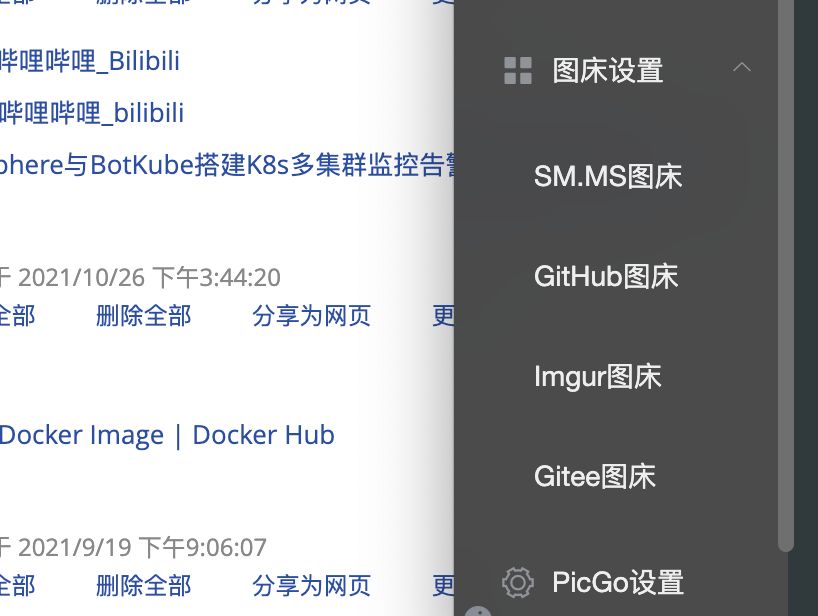 删除全部 分享为网页
哔哩哔哩_Bilibili
哔哩哔哩_bilibili
phere与BotKube搭建K8s多集群监控告警
于 2021/10/26 下午3:44:20
全部 删除全部 分享为网页 更
Docker Image | Docker Hub
于 2021/9/19 下午9:06:07
全部 删除全部 分享为网页 更
图床设置
SM.MS图床
GitHub图床
Imgur图床
Gitee图床
PicGo设置